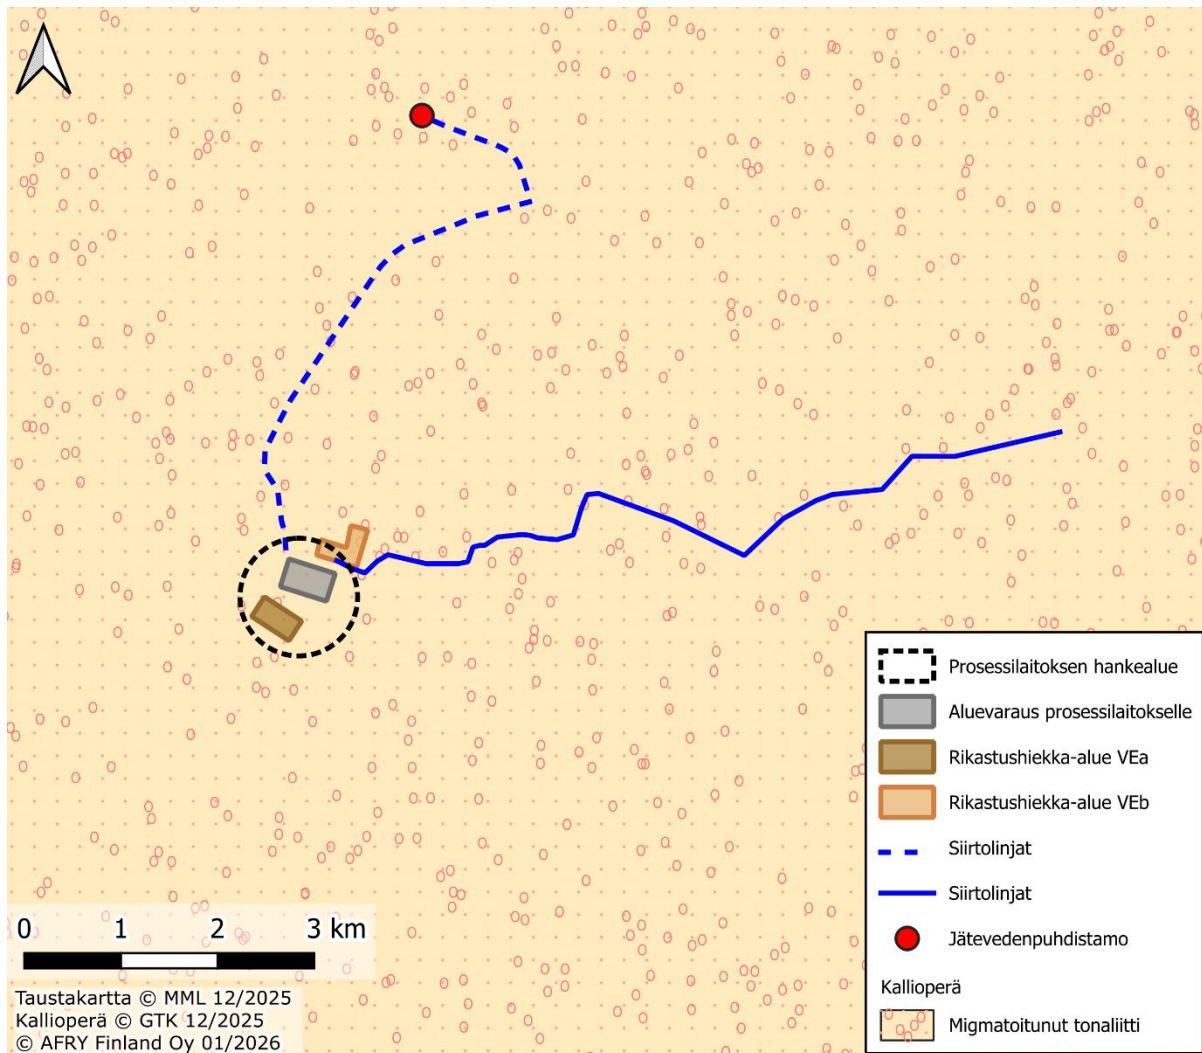 Prosessilaitoksen hankealue
Aluevaraus prosessilaitokselle
Rikastushiekka-alue VEa
Rikastushiekka-alue VEb
Siirtolinjat
Siirtolinjat
Jätevedenpuhdistamo
Kallioperä
Migmatoitunut tonaliitti
0 1 2 3 km
Taustakartta © MML 12/2025
Kallioperä © GTK 12/2025
© AFRY Finland Oy 01/2026